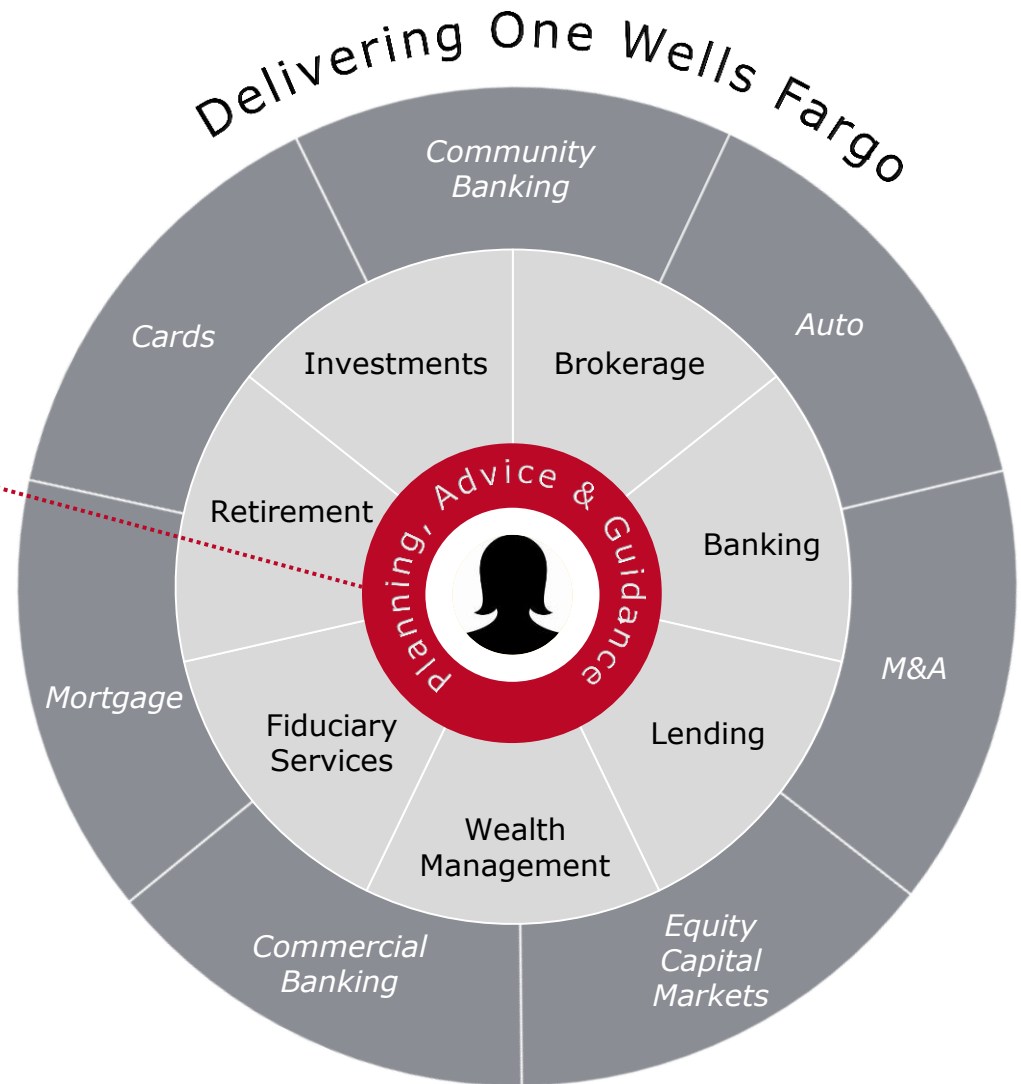 Delivering One Wells Fargo
Community
Banking
Cards
Auto
Investments
Brokerage
Planning, Advice & Guidance
Retirement
Banking
Mortgage
M&A
Fiduciary
Services
Lending
Wealth
Management
Commercial
Banking
Equity
Capital
Markets